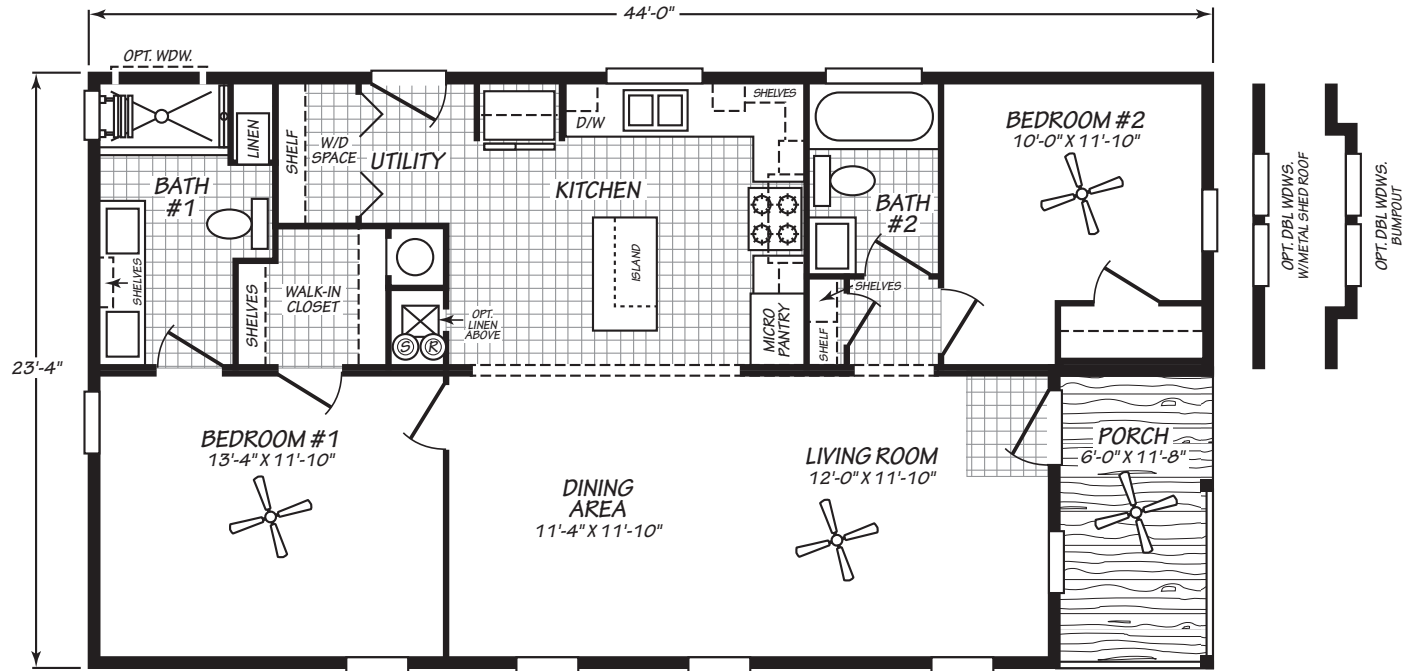 44'-0"
OPT. WDW.
LINEN
SHELF
W/D
SPACE
UTILITY
D/W
SHELVES
BEDROOM #2
10'-0" X 11'-10"
KITCHEN
BATH
#1
BATH
#2
ISLAND
SHELVES
SHELVES
WALK-IN
CLOSET
OPT.
LINEN
ABOVE
S
R
MICRO
PANTRY
SHELVES
SHELF
OPT. DBL WDWS.
W/METAL SHED ROOF
OPT. DBL WDWS.
BUMPOUT
23'-4"
BEDROOM #1
13'-4" X 11'-10"
DINING
AREA
11'-4" X 11'-10"
LIVING ROOM
12'-0" X 11'-10"
PORCH
6'-0" X 11'-8"